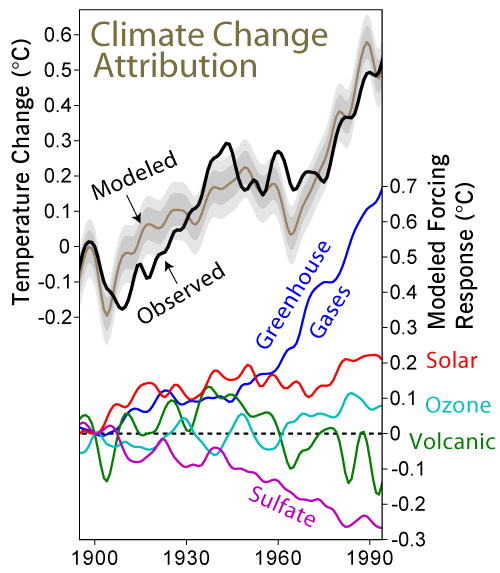 Climate Change
Attribution
Temperature Change (°C)
0.6
0.5
0.4
0.3
0.2
0.1
0
-0.1
-0.2
Modeled
Observed
Greenhouse
Gases
Modeled Forcing
Response (°C)
0.7
0.6
0.5
0.4
0.3
0.2
0.1
0
-0.1
-0.2
-0.3
Solar
Ozone
Volcanic
Sulfate
1900
1930
1960
1990